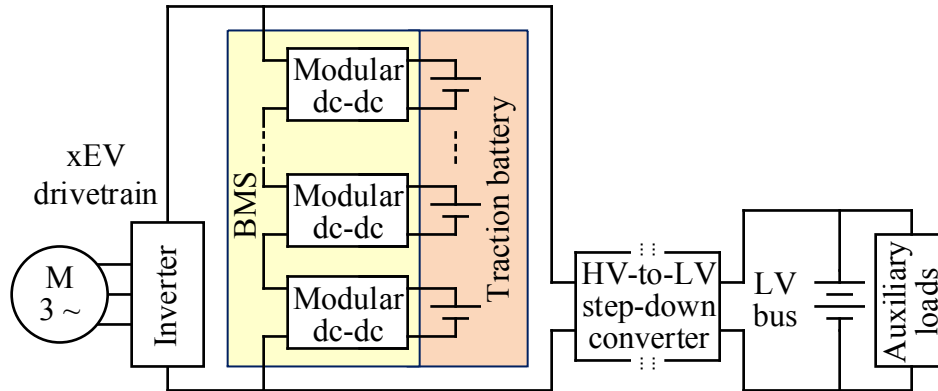 xEV
drivetrain
M
3 ~
Inverter
BMS
Modular
dc-dc
Modular
dc-dc
Modular
dc-dc
Traction battery
HV-to-LV
step-down
converter
LV
bus
Auxiliary
loads